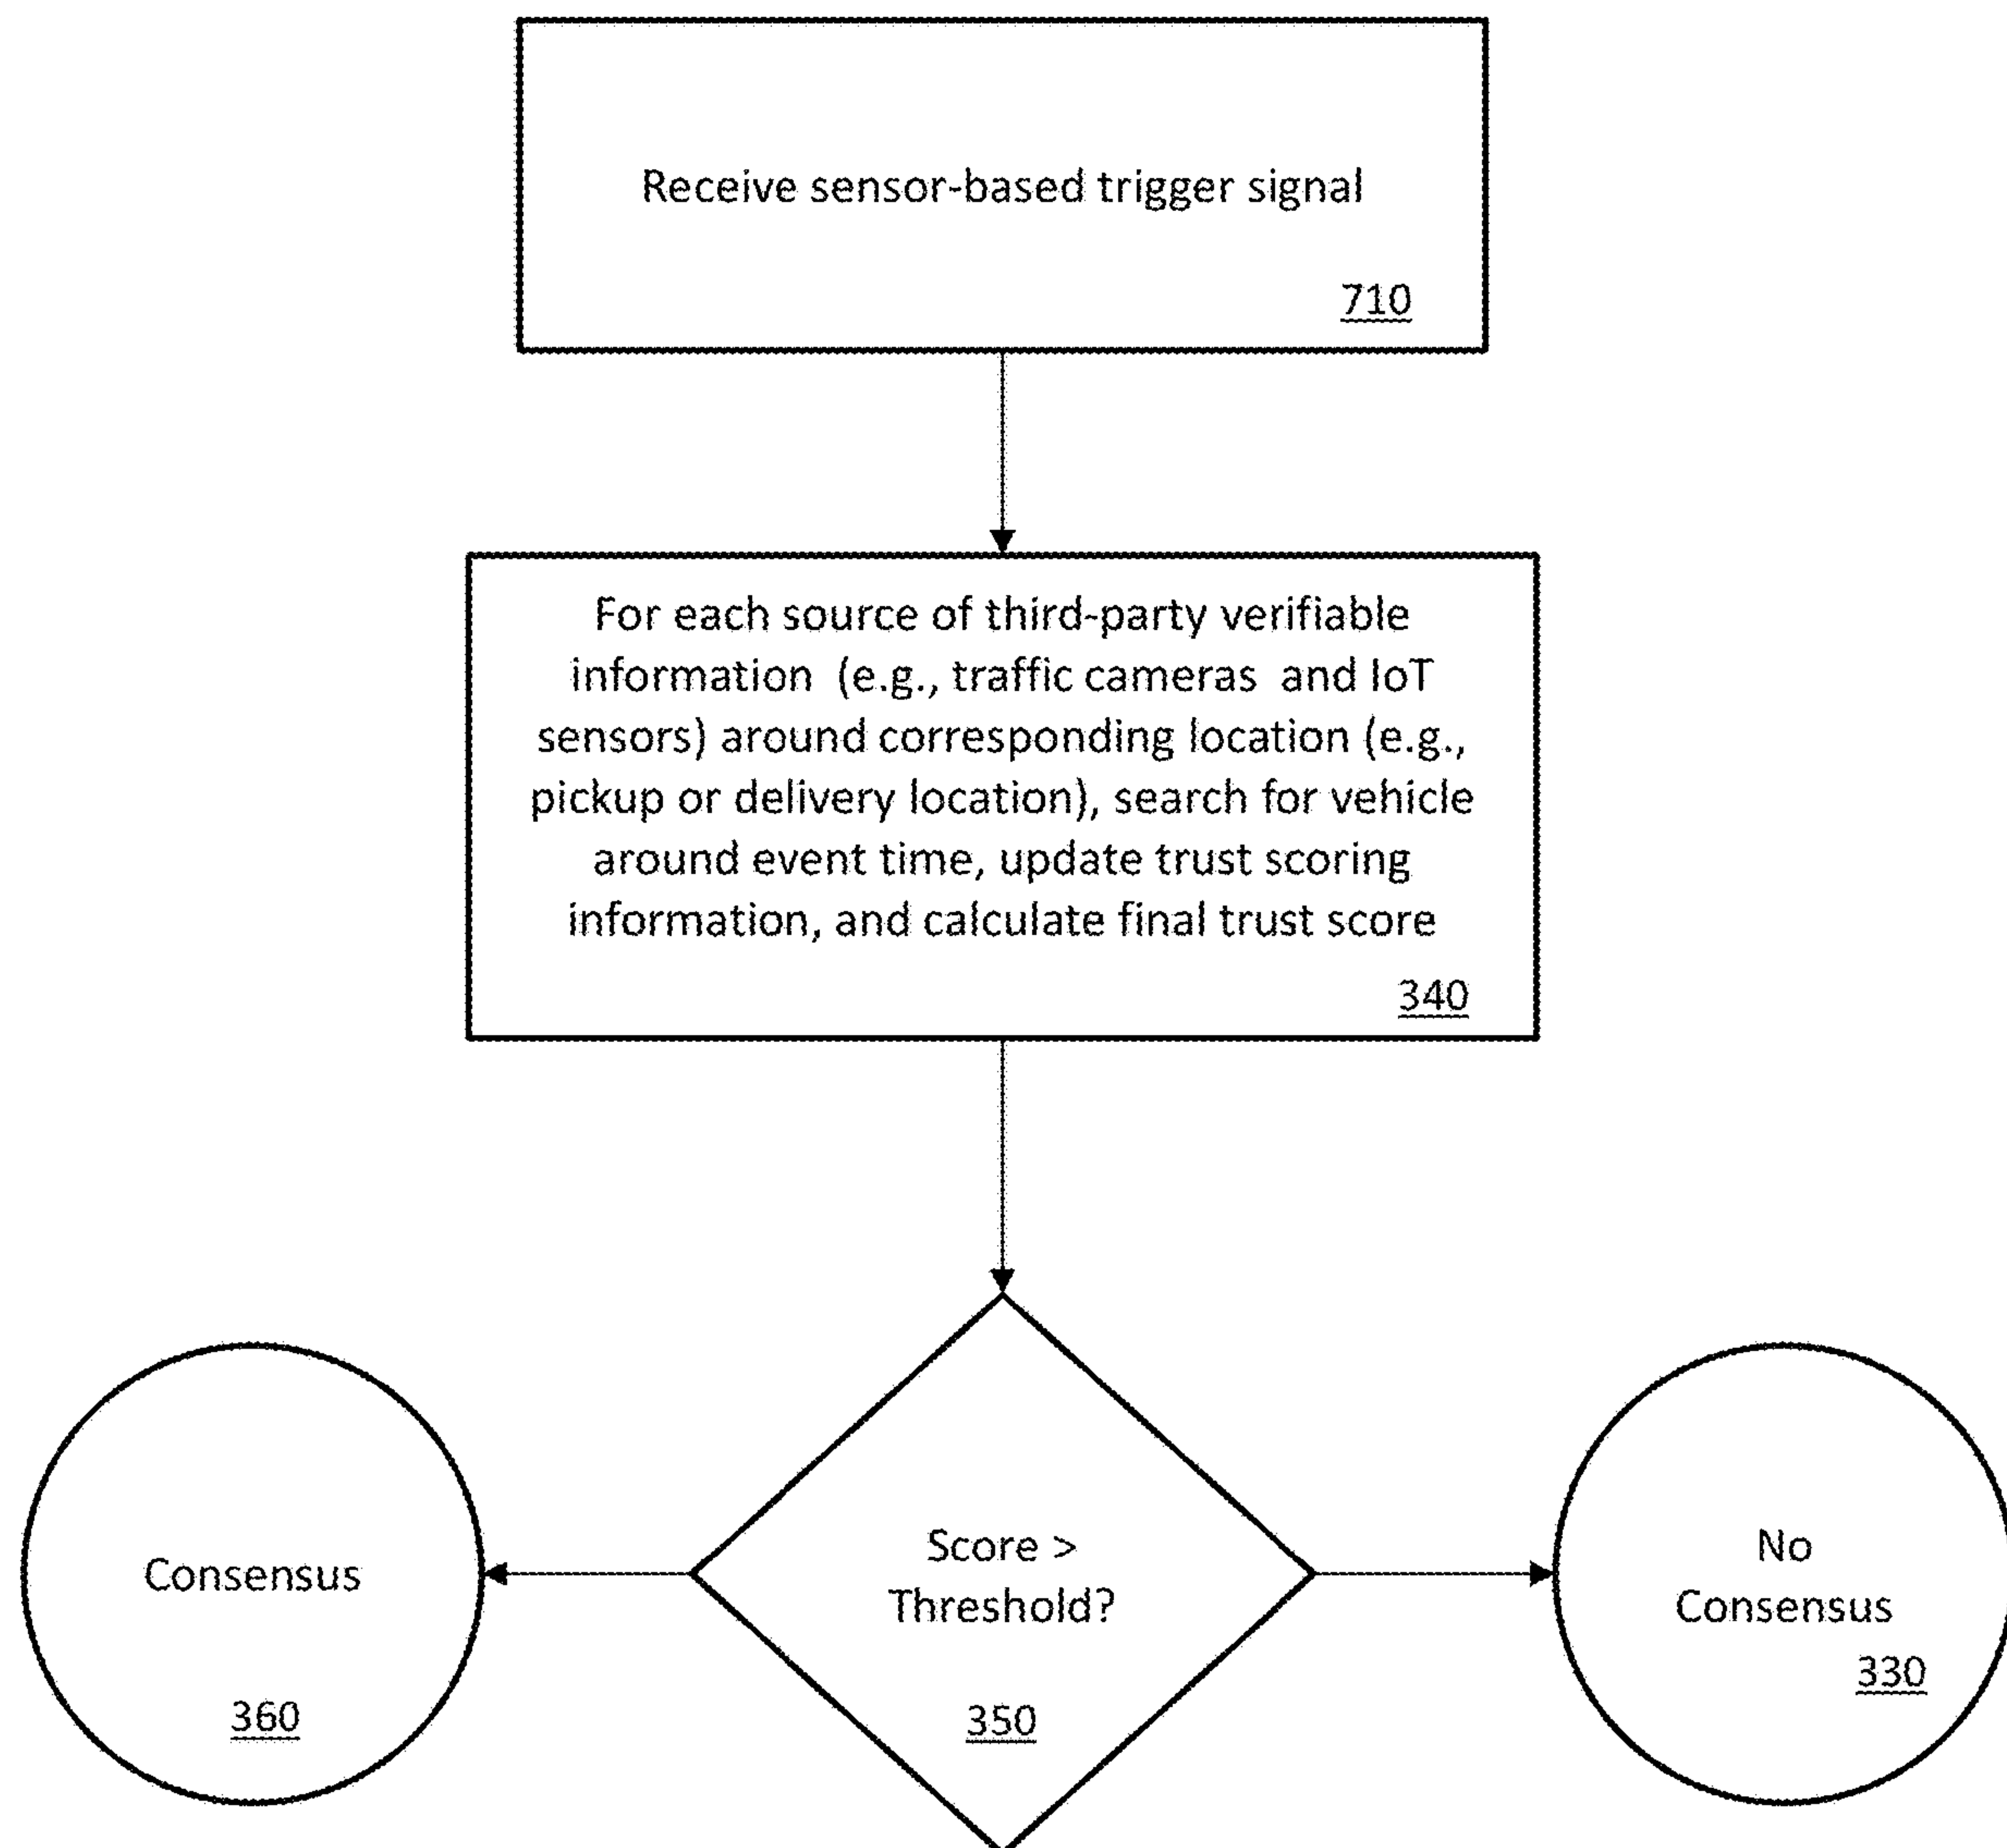 Receive sensor-based trigger signal
710
For each source of third-party verifiable
information (e.g., traffic cameras and IoT
sensors) around corresponding location (e.g.,
pickup or delivery location), search for vehicle
around event time, update trust scoring
information, and calculate final trust score
340
Consensus
360
Score >
Threshold?
350
No
Consensus
330